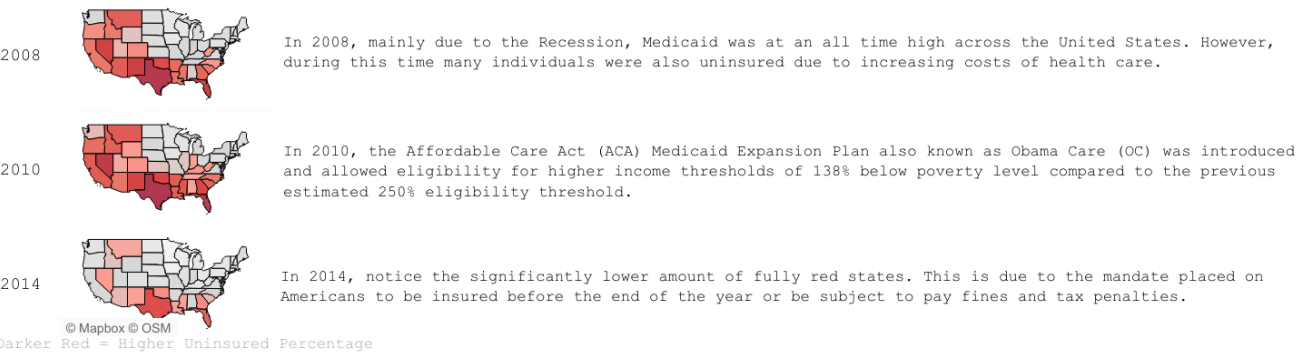 2008
In 2008, mainly due to the Recession, Medicaid was at an all time high across the United States. However,
during this time many individuals were also uninsured due to increasing costs of health care.
2010
In 2010, the Affordable Care Act (ACA) Medicaid Expansion Plan also known as Obama Care (OC) was introduced
and allowed eligibility for higher income thresholds of 138% below poverty level compared to the previous
estimated 250% eligibility threshold.
2014
In 2014, notice the significantly lower amount of fully red states. This is due to the mandate placed on
Americans to be insured before the end of the year or be subject to pay fines and tax penalties.
© Mapbox © OSM
Darker Red = Higher Uninsured Percentage